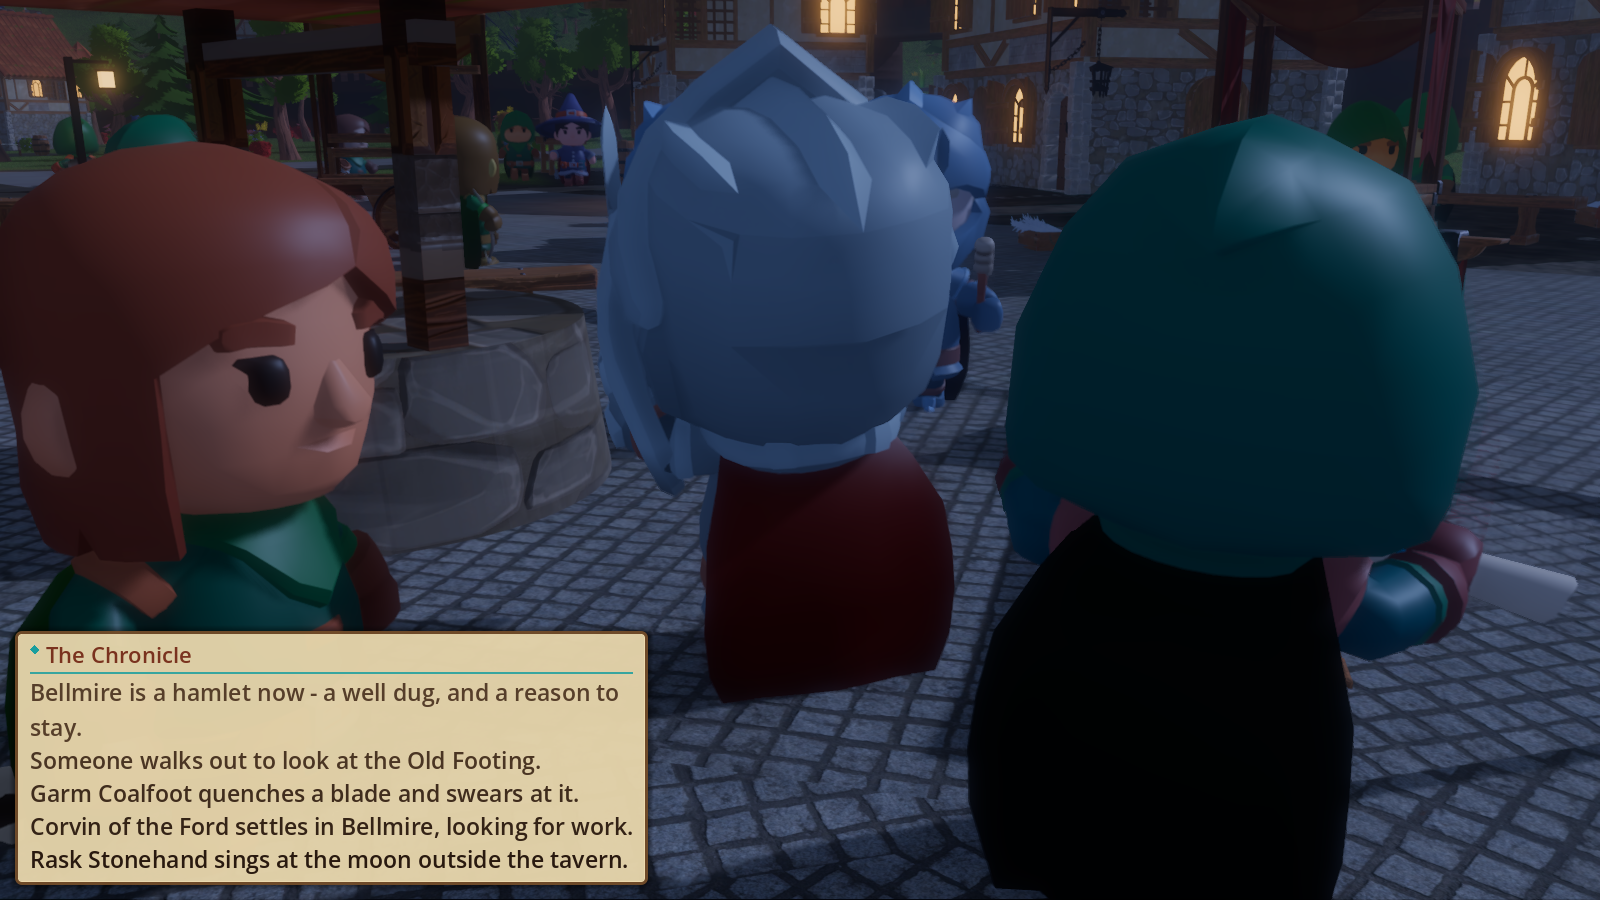 The Chronicle
Bellmire is a hamlet now - a well dug, and a reason to
stay.
Someone walks out to look at the Old Footing.
Garm Coalfoot quenches a blade and swears at it.
Corvin of the Ford settles in Bellmire, looking for work.
Rask Stonehand sings at the moon outside the tavern.